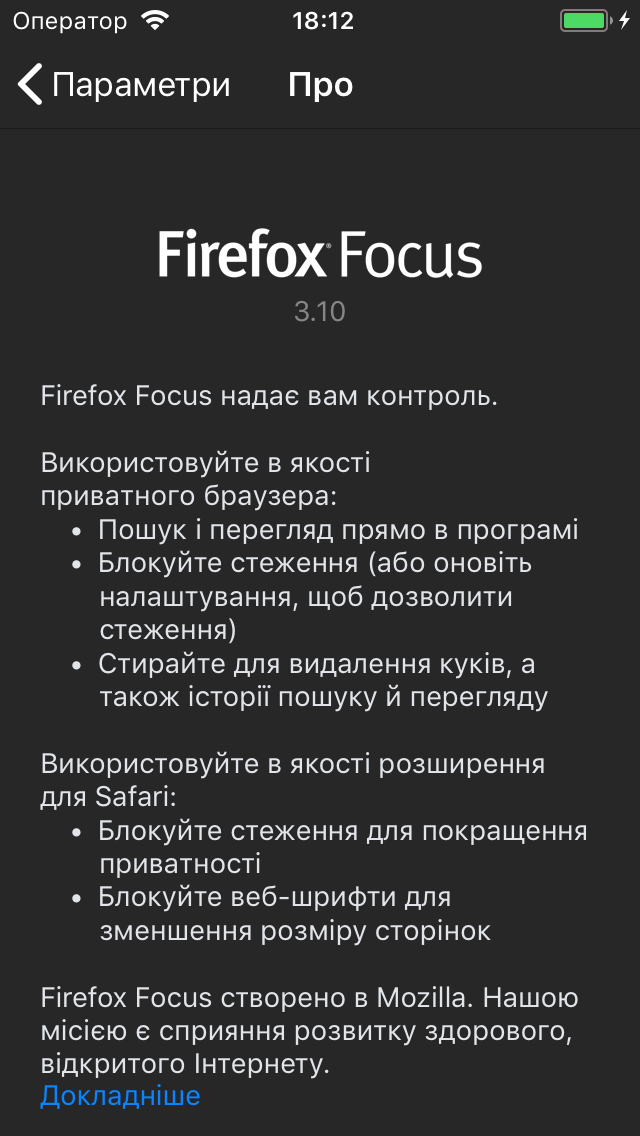 Оператор 18:12
Параметри Про
Firefox® Focus
3.10
Firefox Focus надає вам контроль.
Використовуйте в якості
приватного браузера:
• Пошук і перегляд прямо в програмі
• Блокуйте стеження (або оновіть
налаштування, щоб дозволити
стеження)
• Стирайте для видалення куків, а
також історії пошуку й перегляду
Використовуйте в якості розширення
для Safari:
• Блокуйте стеження для покращення
приватності
• Блокуйте веб-шрифти для
зменшення розміру сторінок
Firefox Focus створено в Mozilla. Нашою
місією є сприяння розвитку здорового,
відкритого Інтернету.
Докладніше